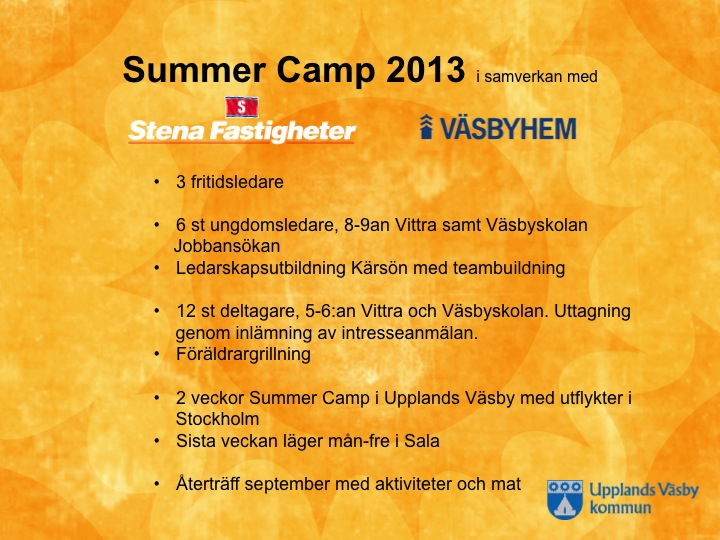 Summer Camp 2013 i samverkan med
S
Stena Fastigheter
VÄSBYHEM
• 3 fritidsledare
• 6 st ungdomsledare, 8-9an Vittra samt Väsbyskolan
Jobbansökan
• Ledarskapsutbildning Kärsön med teambuildning
• 12 st deltagare, 5-6:an Vittra och Väsbyskolan. Uttagning
genom inlämning av intresseanmälan.
• Föräldrargrillning
• 2 veckor Summer Camp i Upplands Väsby med utflykter i
Stockholm
• Sista veckan läger mån-fre i Sala
• Återträff september med aktiviteter och mat
Upplands Väsby
kommun